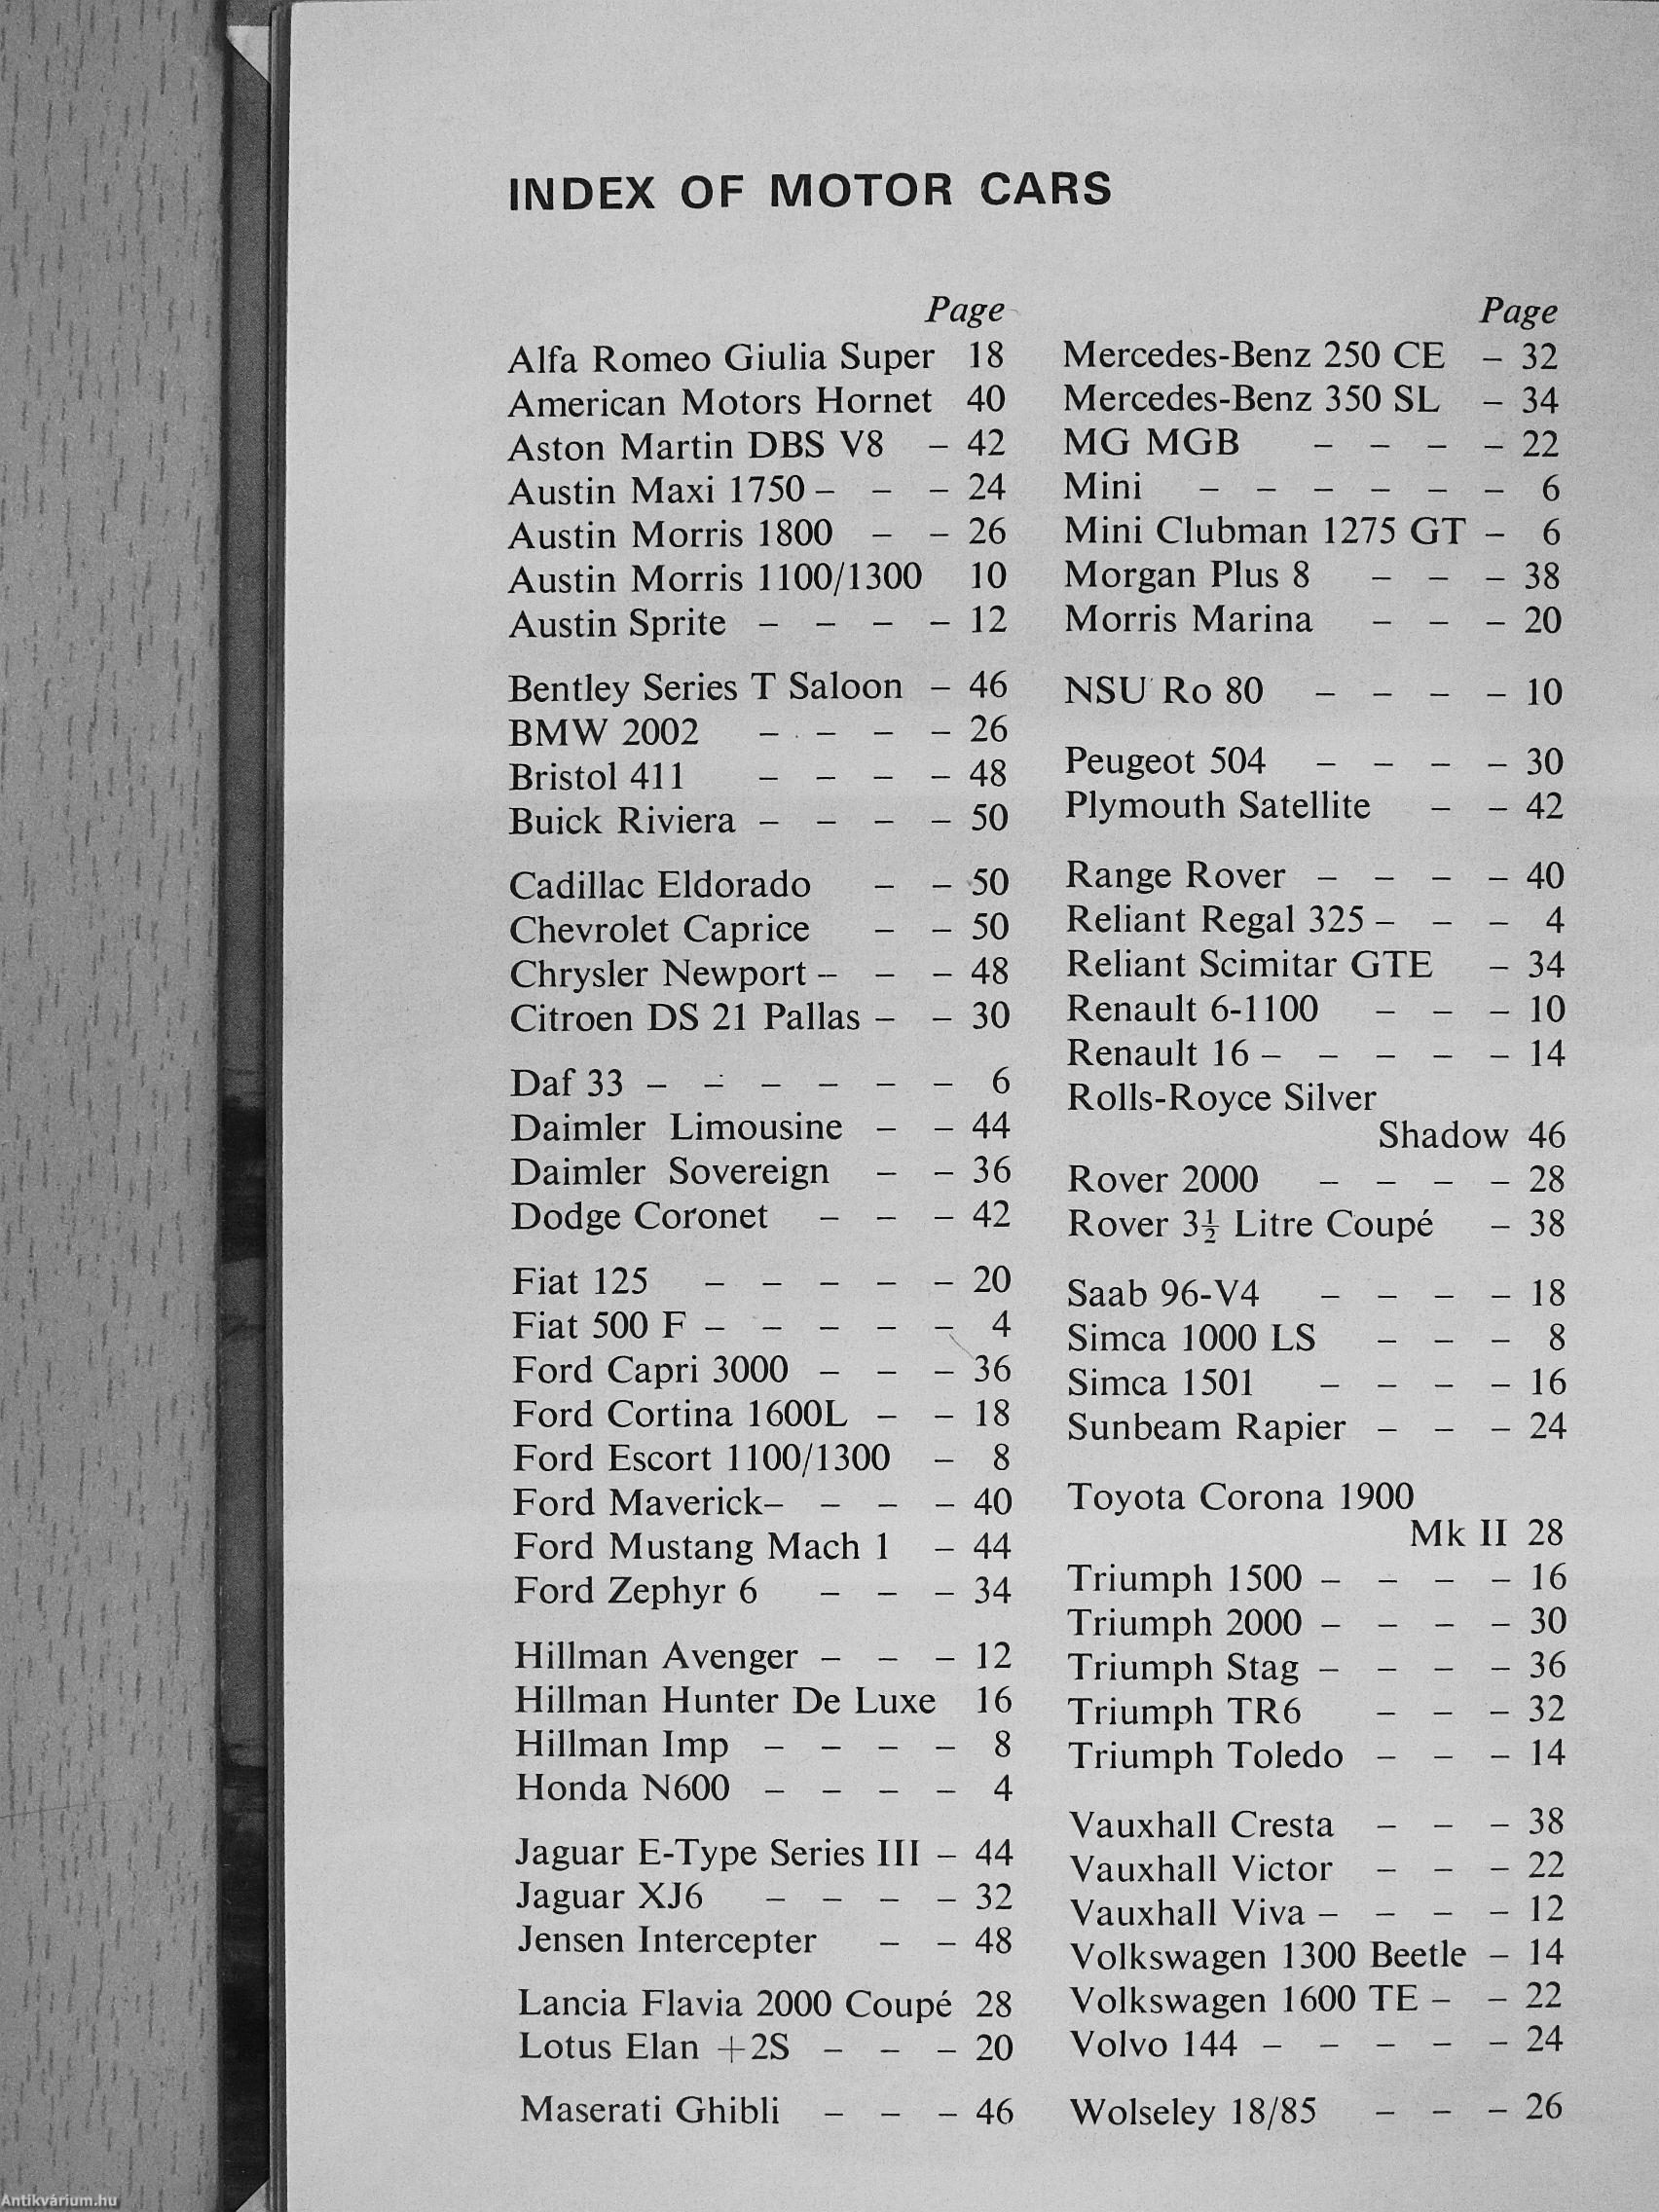 INDEX OF MOTOR CARS
Page
Alfa Romeo Giulia Super 18
American Motors Hornet 40
Aston Martin DBS V8 – 42
Austin Maxi 1750 – – – 24
Austin Morris 1800 – – 26
Austin Morris 1100/1300 10
Austin Sprite – – – – 12
Bentley Series T Saloon – 46
BMW 2002 – – – – 26
Bristol 411 – – – – 48
Buick Riviera – – – – 50
Cadillac Eldorado – – 50
Chevrolet Caprice – – 50
Chrysler Newport – – – 48
Citroen DS 21 Pallas – – 30
Daf 33 – – – – – – 6
Daimler Limousine – – 44
Daimler Sovereign – – 36
Dodge Coronet – – – 42
Fiat 125 – – – – – 20
Fiat 500 F – – – – – 4
Ford Capri 3000 – – – 36
Ford Cortina 1600L – – 18
Ford Escort 1100/1300 – 8
Ford Maverick– – – – 40
Ford Mustang Mach 1 – 44
Ford Zephyr 6 – – – 34
Hillman Avenger – – – 12
Hillman Hunter De Luxe 16
Hillman Imp – – – – 8
Honda N600 – – – – 4
Jaguar E-Type Series III – 44
Jaguar XJ6 – – – – 32
Jensen Intercepter – – 48
Lancia Flavia 2000 Coupé 28
Lotus Elan +2S – – – 20
Maserati Ghibli – – – 46
Page
Mercedes-Benz 250 CE – 32
Mercedes-Benz 350 SL – 34
MG MGB – – – – 22
Mini – – – – – – 6
Mini Clubman 1275 GT – 6
Morgan Plus 8 – – – 38
Morris Marina – – – 20
NSU Ro 80 – – – – 10
Peugeot 504 – – – – 30
Plymouth Satellite – – 42
Range Rover – – – – 40
Reliant Regal 325 – – – 4
Reliant Scimitar GTE – 34
Renault 6-1100 – – – 10
Renault 16 – – – – – 14
Rolls-Royce Silver
Shadow 46
Rover 2000 – – – – 28
Rover 3½ Litre Coupé – 38
Saab 96-V4 – – – – 18
Simca 1000 LS – – – 8
Simca 1501 – – – – 16
Sunbeam Rapier – – – 24
Toyota Corona 1900
Mk II 28
Triumph 1500 – – – – 16
Triumph 2000 – – – – 30
Triumph Stag – – – – 36
Triumph TR6 – – – 32
Triumph Toledo – – – 14
Vauxhall Cresta – – – 38
Vauxhall Victor – – – 22
Vauxhall Viva – – – – 12
Volkswagen 1300 Beetle – 14
Volkswagen 1600 TE – – 22
Volvo 144 – – – – – 24
Wolseley 18/85 – – – 26
Antikvárium.hu